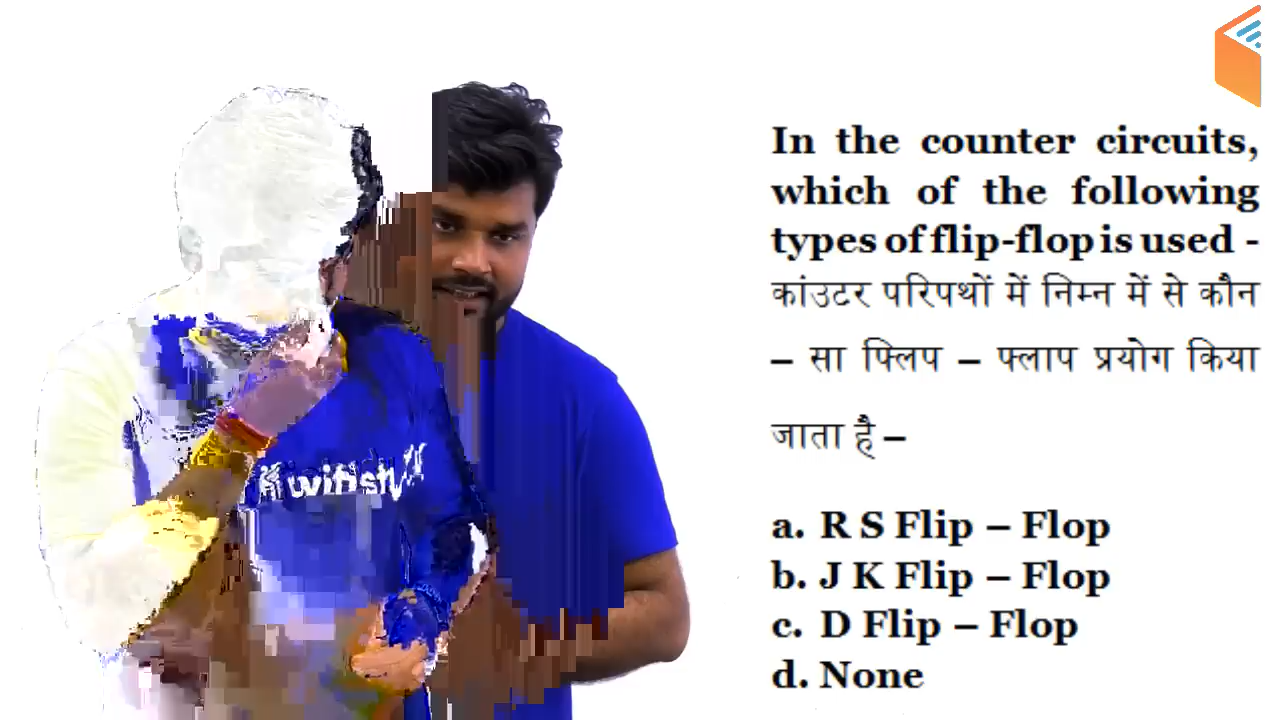 In the counter circuits,
which of the following
types of flip-flop is used -
कांउटर परिपथों में निम्न में से कौन
– सा फ्लिप – फ्लाप प्रयोग किया
जाता है –
a. R S Flip – Flop
b. J K Flip – Flop
c. D Flip – Flop
d. None